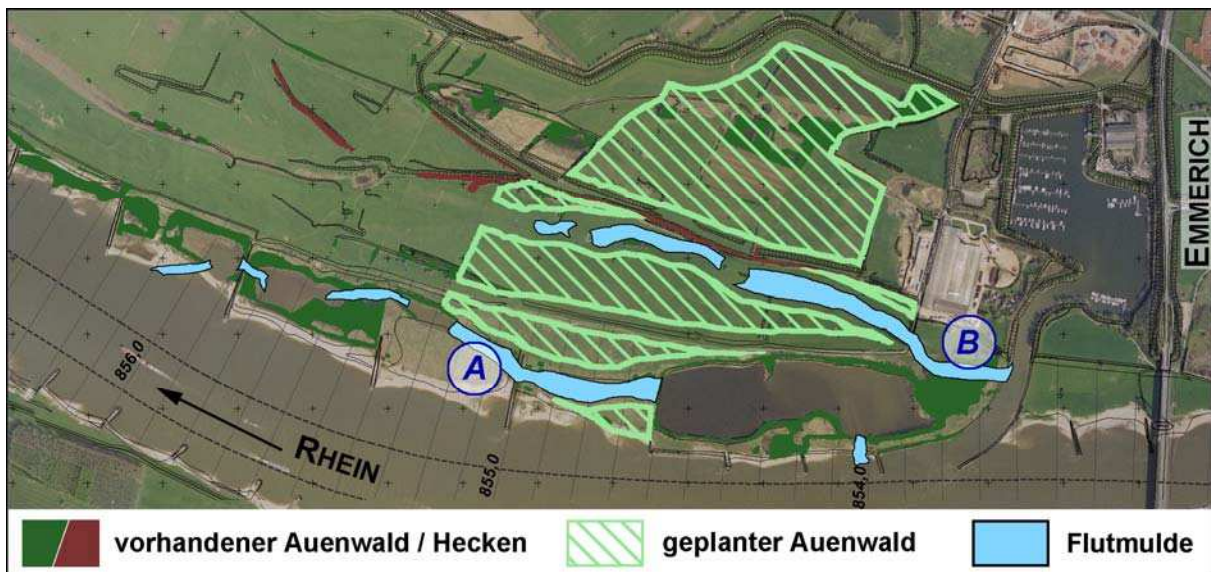 EMMERICH
A
B
856,0
RHEIN
855,0
854,0
vorhandener Auenwald / Hecken
geplanter Auenwald
Flutmulde